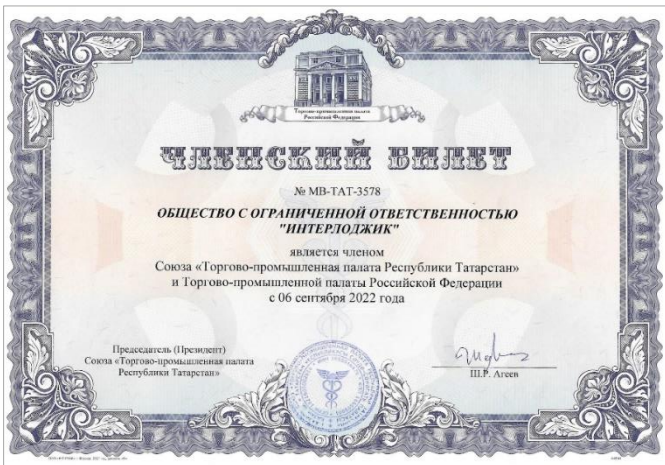 Торгово-промышленная палата
Российской Федерации
ЧЛЕНСКИЙ БИЛЕТ
№ МВ-ТАТ-3578
ОБЩЕСТВО С ОГРАНИЧЕННОЙ ОТВЕТСТВЕННОСТЬЮ
"ИНТЕРЛОДЖИК"
является членом
Союза «Торгово-промышленная палата Республики Татарстан»
и Торгово-промышленной палаты Российской Федерации
с 06 сентября 2022 года
Председатель (Президент)
Союза «Торгово-промышленная палата
Республики Татарстан»
Ш.Р. Агеев